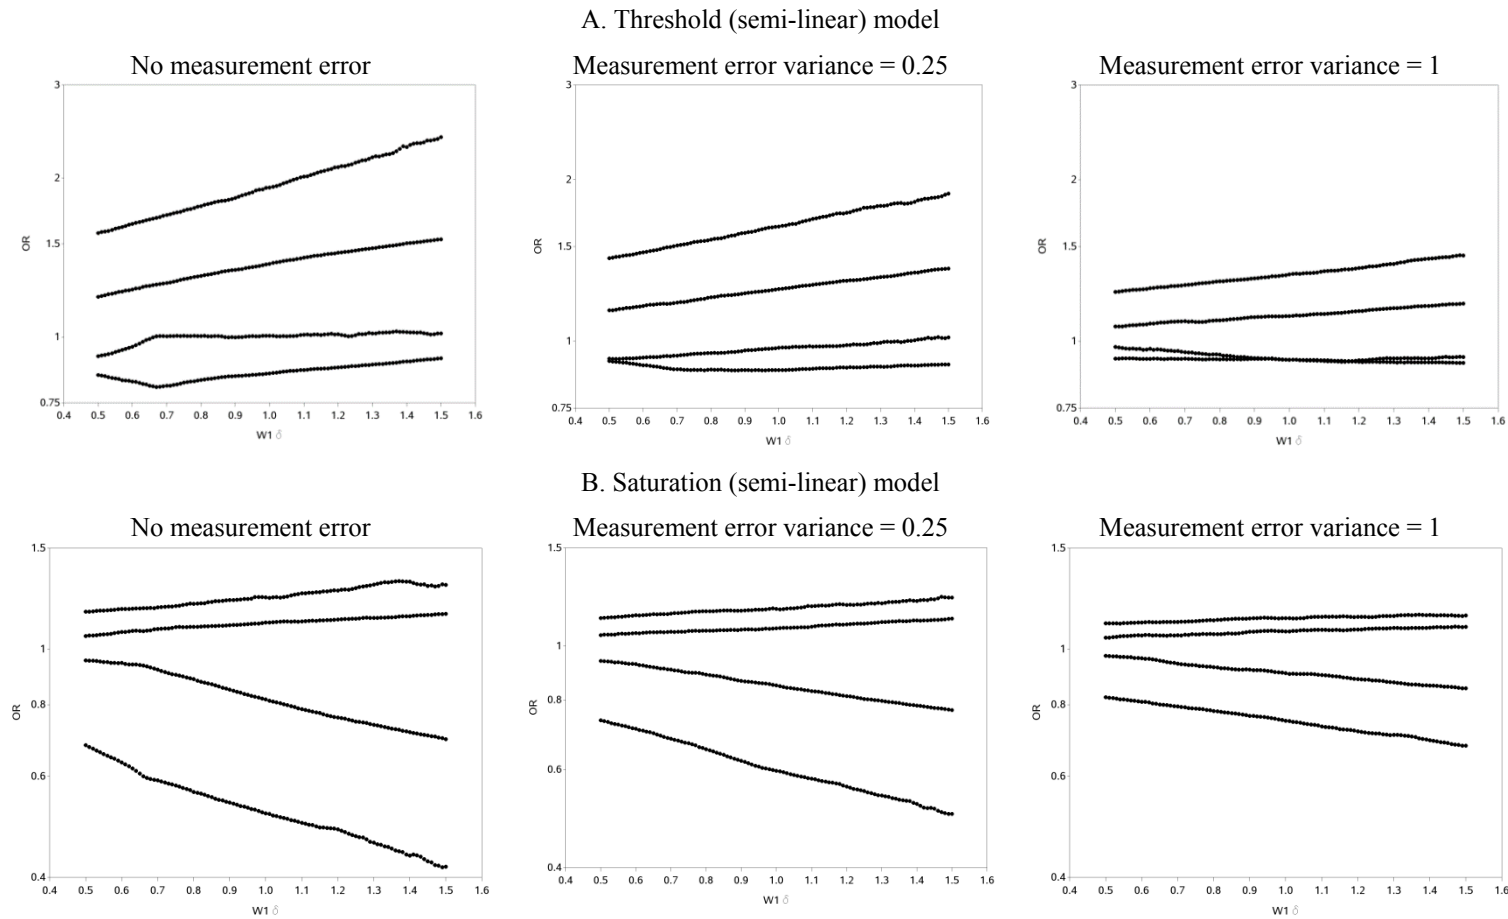 A. Threshold (semi-linear) model
No measurement error
Measurement error variance = 0.25
Measurement error variance = 1
3
2
1.5
1
0.75
OR
0.4 0.5 0.6 0.7 0.8 0.9 1.0 1.1 1.2 1.3 1.4 1.5 1.6
W1 δ
3
2
1.5
1
0.75
OR
0.4 0.5 0.6 0.7 0.8 0.9 1.0 1.1 1.2 1.3 1.4 1.5 1.6
W1 δ
3
2
1.5
1
0.75
OR
0.4 0.5 0.6 0.7 0.8 0.9 1.0 1.1 1.2 1.3 1.4 1.5 1.6
W1 δ
B. Saturation (semi-linear) model
No measurement error
Measurement error variance = 0.25
Measurement error variance = 1
1.5
1
0.8
0.6
0.4
OR
0.4 0.5 0.6 0.7 0.8 0.9 1.0 1.1 1.2 1.3 1.4 1.5 1.6
W1 δ
1.5
1
0.8
0.6
0.4
OR
0.4 0.5 0.6 0.7 0.8 0.9 1.0 1.1 1.2 1.3 1.4 1.5 1.6
W1 δ
1.5
1
0.8
0.6
0.4
OR
0.4 0.5 0.6 0.7 0.8 0.9 1.0 1.1 1.2 1.3 1.4 1.5 1.6
W1 δ